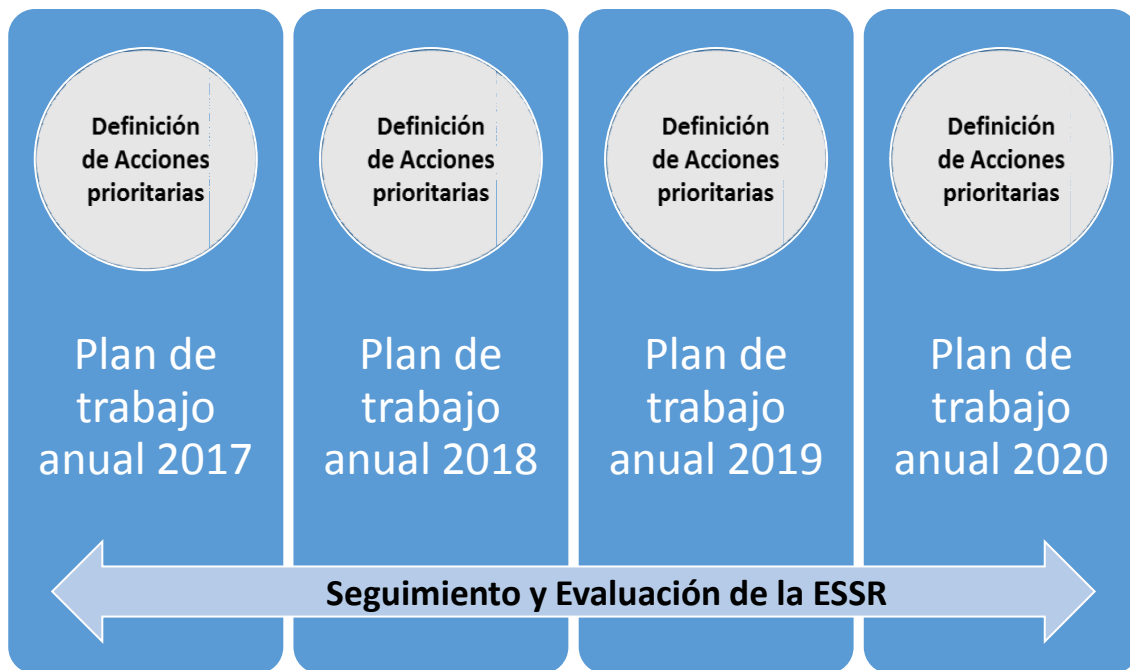 Definición
de Acciones
prioritarias
Plan de
trabajo
anual 2017
Definición
de Acciones
prioritarias
Plan de
trabajo
anual 2018
Definición
de Acciones
prioritarias
Plan de
trabajo
anual 2019
Definición
de Acciones
prioritarias
Plan de
trabajo
anual 2020
Seguimiento y Evaluación de la ESSR